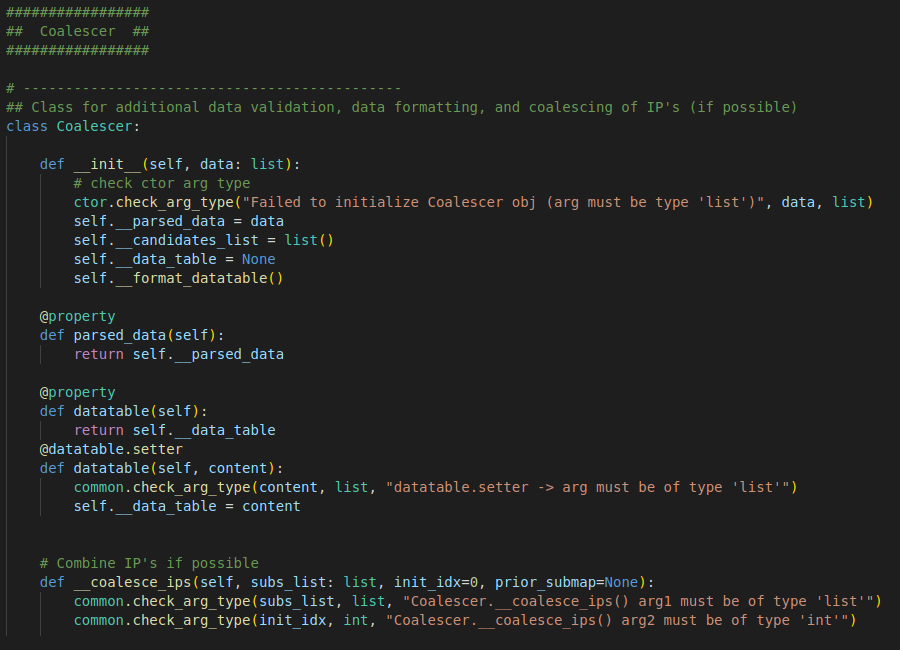 #################
##  Coalescer  ##
#################

# ---------------------------------------------
## Class for additional data validation, data formatting, and coalescing of IP's (if possible)
class Coalescer:

    def __init__(self, data: list):
        # check ctor arg type
        ctor.check_arg_type("Failed to initialize Coalescer obj (arg must be type 'list')", data, list)
        self.__parsed_data = data
        self.__candidates_list = list()
        self.__data_table = None
        self.__format_datatable()

    @property
    def parsed_data(self):
        return self.__parsed_data

    @property
    def datatable(self):
        return self.__data_table
    @datatable.setter
    def datatable(self, content):
        common.check_arg_type(content, list, "datatable.setter -> arg must be of type 'list'")
        self.__data_table = content


    # Combine IP's if possible
    def __coalesce_ips(self, subs_list: list, init_idx=0, prior_submap=None):
        common.check_arg_type(subs_list, list, "Coalescer.__coalesce_ips() arg1 must be of type 'list'")
        common.check_arg_type(init_idx, int, "Coalescer.__coalesce_ips() arg2 must be of type 'int'")